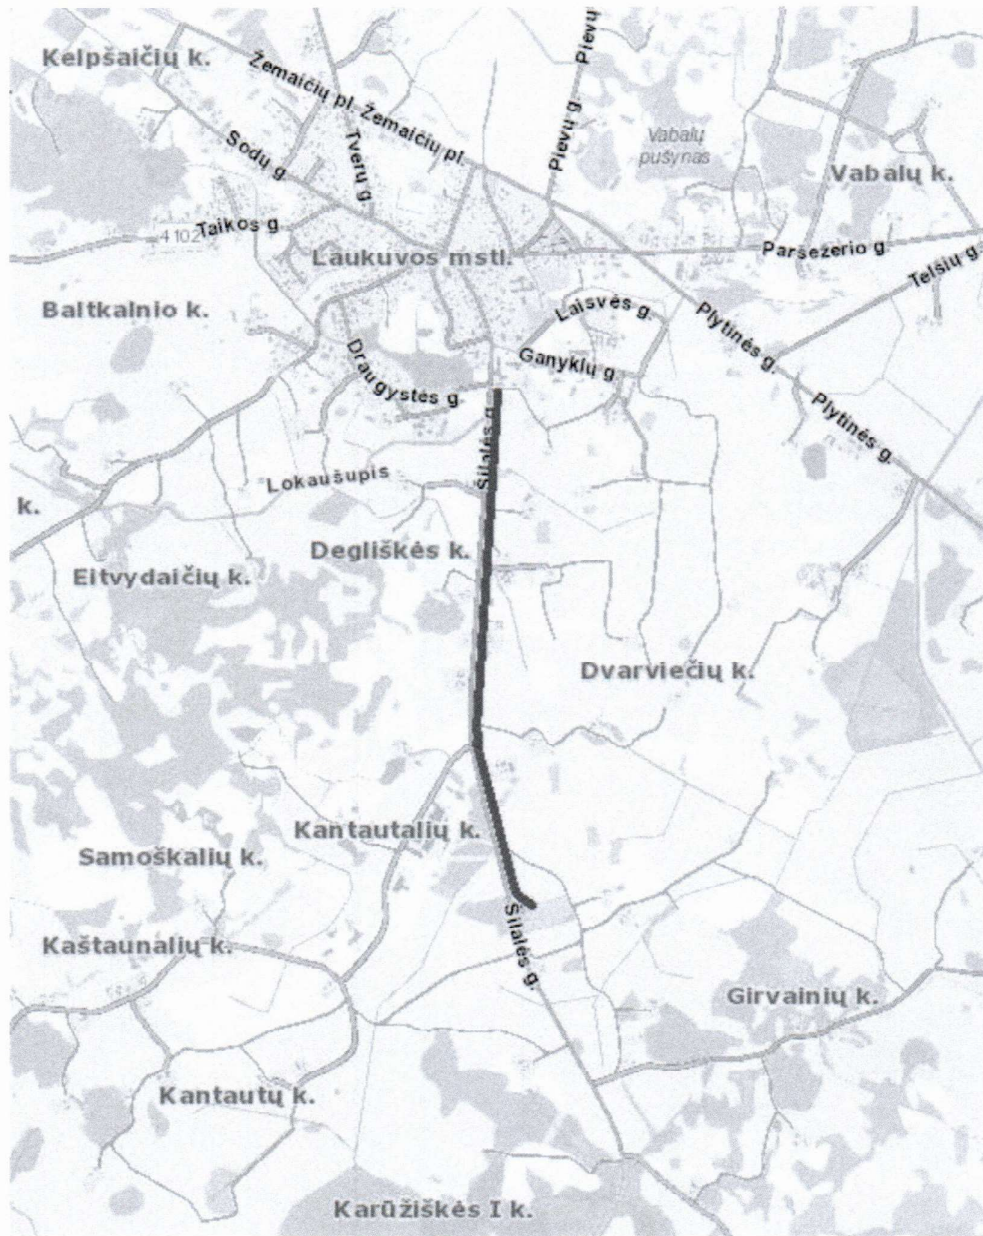 Kelpšaičių k.
Žemaičių pl.
Žemaičių pl.
Pievų
Pievų g.
Sodų g.
Tverų g.
Vabalų
pušynas
Vabalų k.
Taikos g
4102
Laukuvos mstl.
Paršežerio g.
Telšių g.
Baltkalnio k.
Laisvės g.
Plytinės g.
Draugystės g.
Ganyklų g.
Plytinės g.
Šilalės g.
Lokaušupis
k.
Degliškės k.
Eitvydaičių k.
Dvarviečių k.
Kantautalių k.
Samoškalių k.
Šilalės g.
Kaštaunalių k.
Girvainių k.
Kantautų k.
Karūžiškės I k.